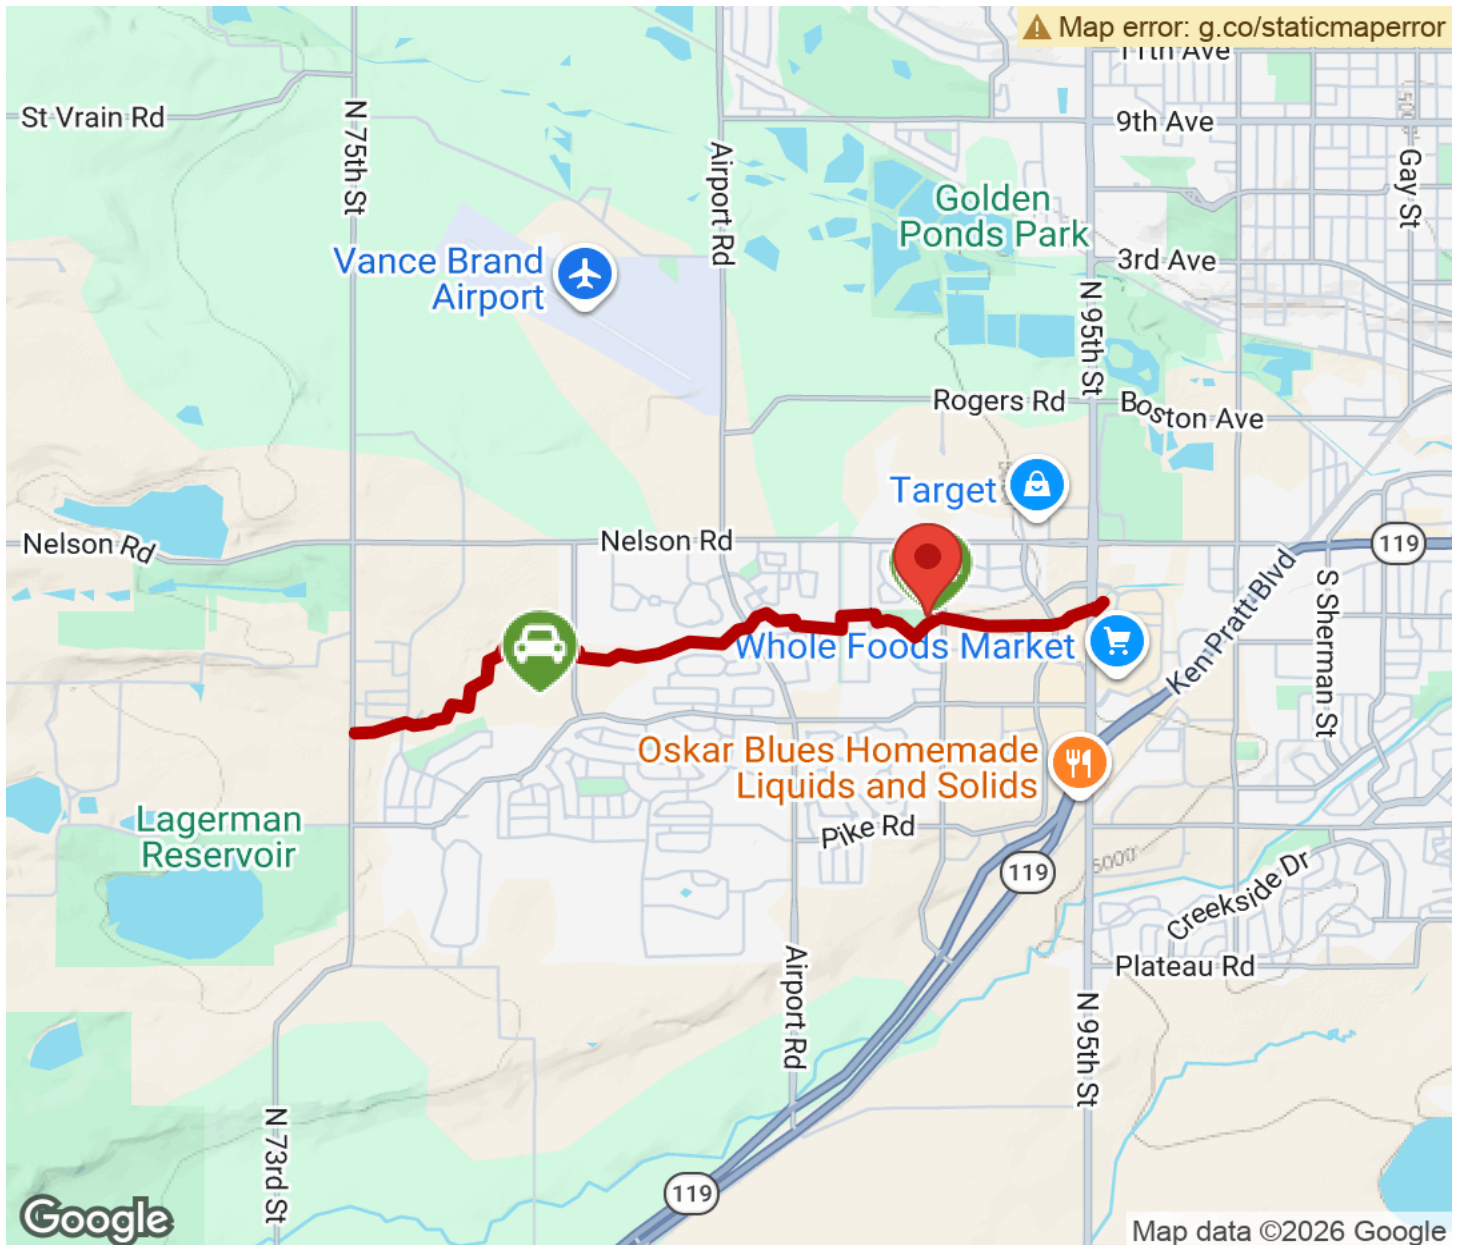 Map error: g.co/staticmaperror
11th Ave
St Vrain Rd
N 75th St
Airport Rd
9th Ave
Gay St
Golden
Ponds Park
Vance Brand
Airport
3rd Ave
N 95th St
Rogers Rd
Boston Ave
Target
Nelson Rd
Nelson Rd
119
Ken Pratt Blvd
S Sherman St
Whole Foods Market
Oskar Blues Homemade
Liquids and Solids
Lagerman
Reservoir
Pike Rd
119
5000'
Creekside Dr
Airport Rd
Plateau Rd
N 95th St
N 73rd St
119
Google
Map data ©2026 Google